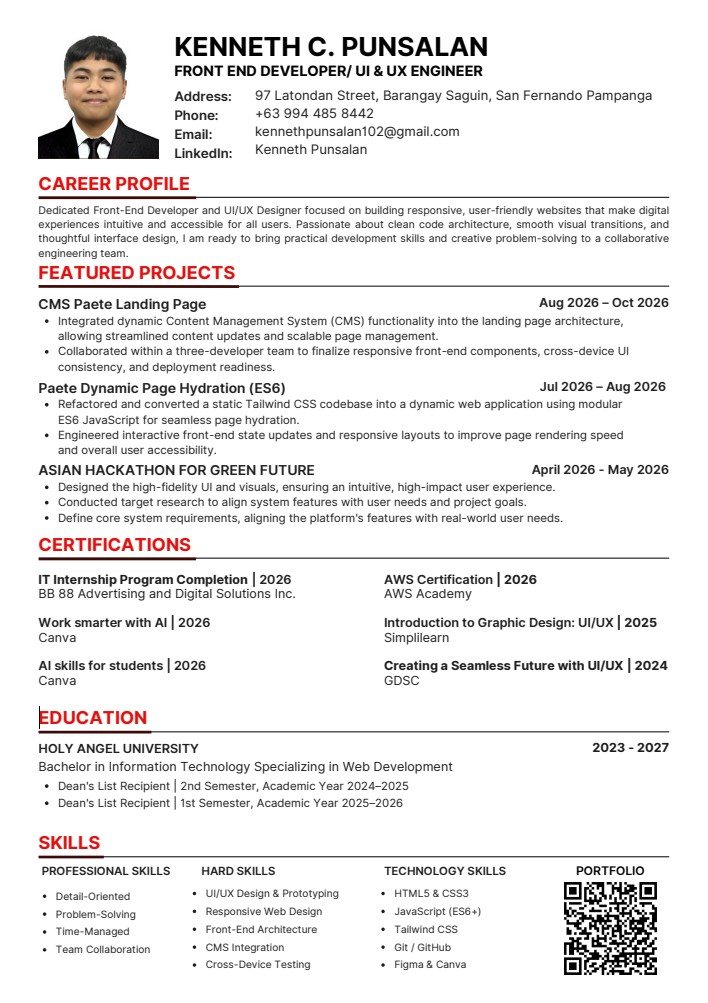 KENNETH C. PUNSALAN
FRONT END DEVELOPER/ UI & UX ENGINEER
Address: 97 Latondan Street, Barangay Saguin, San Fernando Pampanga
Phone: +63 994 485 8442
Email: kennethpunsalan102@gmail.com
LinkedIn: Kenneth Punsalan
CAREER PROFILE
Dedicated Front-End Developer and UI/UX Designer focused on building responsive, user-friendly websites that make digital
experiences intuitive and accessible for all users. Passionate about clean code architecture, smooth visual transitions, and
thoughtful interface design, I am ready to bring practical development skills and creative problem-solving to a collaborative
engineering team.
FEATURED PROJECTS
CMS Paete Landing Page Aug 2026 – Oct 2026
• Integrated dynamic Content Management System (CMS) functionality into the landing page architecture,
allowing streamlined content updates and scalable page management.
• Collaborated within a three-developer team to finalize responsive front-end components, cross-device UI
consistency, and deployment readiness.
Paete Dynamic Page Hydration (ES6) Jul 2026 – Aug 2026
• Refactored and converted a static Tailwind CSS codebase into a dynamic web application using modular
ES6 JavaScript for seamless page hydration.
• Engineered interactive front-end state updates and responsive layouts to improve page rendering speed
and overall user accessibility.
ASIAN HACKATHON FOR GREEN FUTURE April 2026 - May 2026
• Designed the high-fidelity UI and visuals, ensuring an intuitive, high-impact user experience.
• Conducted target research to align system features with user needs and project goals.
• Define core system requirements, aligning the platform's features with real-world user needs.
CERTIFICATIONS
IT Internship Program Completion | 2026
BB 88 Advertising and Digital Solutions Inc.
Work smarter with AI | 2026
Canva
AI skills for students | 2026
Canva
AWS Certification | 2026
AWS Academy
Introduction to Graphic Design: UI/UX | 2025
Simplilearn
Creating a Seamless Future with UI/UX | 2024
GDSC
EDUCATION
HOLY ANGEL UNIVERSITY 2023 - 2027
Bachelor in Information Technology Specializing in Web Development
• Dean's List Recipient | 2nd Semester, Academic Year 2024–2025
• Dean's List Recipient | 1st Semester, Academic Year 2025–2026
SKILLS
PROFESSIONAL SKILLS
• Detail-Oriented
• Problem-Solving
• Time-Managed
• Team Collaboration
HARD SKILLS
• UI/UX Design & Prototyping
• Responsive Web Design
• Front-End Architecture
• CMS Integration
• Cross-Device Testing
TECHNOLOGY SKILLS
• HTML5 & CSS3
• JavaScript (ES6+)
• Tailwind CSS
• Git / GitHub
• Figma & Canva
PORTFOLIO